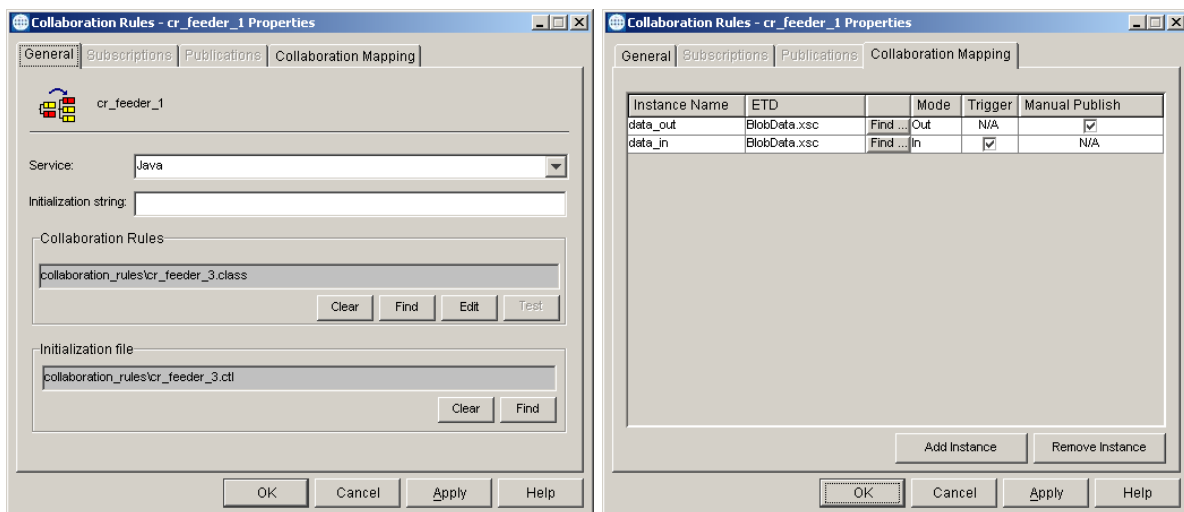 Collaboration Rules - cr_feeder_1 Properties
General Subscriptions Publications Collaboration Mapping
cr_feeder_1
Service: Java
Initialization string:
Collaboration Rules
collaboration_rules\cr_feeder_3.class
Clear Find Edit Test
Initialization file
collaboration_rules\cr_feeder_3.ctl
Clear Find
OK Cancel Apply Help
Collaboration Rules - cr_feeder_1 Properties
General Subscriptions Publications Collaboration Mapping
Instance Name ETD Mode Trigger Manual Publish
data_out BlobData.xsc Find ... Out N/A
data_in BlobData.xsc Find ... In N/A
Add Instance Remove Instance
OK Cancel Apply Help